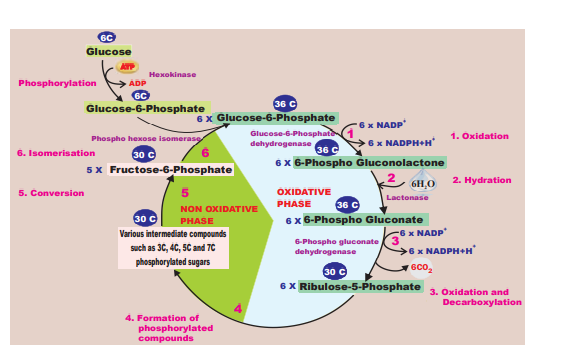 6C
Glucose
ATP
Hexokinase
Phosphorylation
ADP
6C
Glucose-6-Phosphate
36 C
6 X Glucose-6-Phosphate
Phospho hexose isomerase
Glucose-6-Phosphate
dehydrogenase
1
6 x NADP+
6 x NADPH+H+
1. Oxidation
6. Isomerisation
30 C
6
36 C
6 X 6-Phospho Gluconolactone
5 X Fructose-6-Phosphate
2
6H2O
2. Hydration
5. Conversion
5
OXIDATIVE
PHASE
Lactonase
NON OXIDATIVE
PHASE
36 C
30 C
6 X 6-Phospho Gluconate
Various intermediate compounds
such as 3C, 4C, 5C and 7C
phosphorylated sugars
6-Phospho gluconate
dehydrogenase
3
6 x NADP+
6 x NADPH+H+
6CO2
30 C
6 X Ribulose-5-Phosphate
3. Oxidation and
Decarboxylation
4
4. Formation of
phosphorylated
compounds